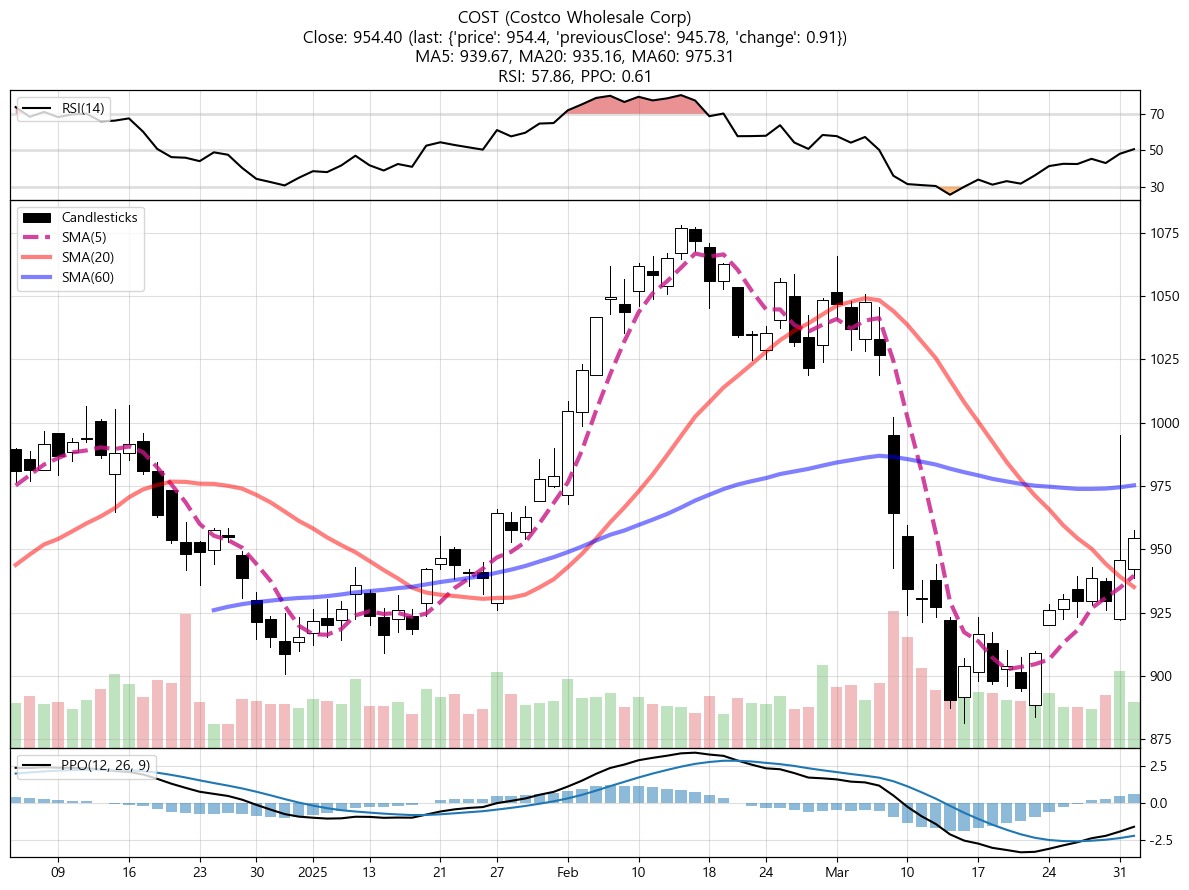 COST (Costco Wholesale Corp)
Close: 954.40 (last: {'price': 954.4, 'previousClose': 945.78, 'change': 0.91})
MA5: 939.67, MA20: 935.16, MA60: 975.31
RSI: 57.86, PPO: 0.61
RSI(14)
70
50
30
Candlesticks
SMA(5)
SMA(20)
SMA(60)
1075
1050
1025
1000
975
950
925
900
875
PPO(12, 26, 9)
2.5
0.0
-2.5
09 16 23 30 2025 13 21 27 Feb 10 18 24 Mar 10 17 24 31